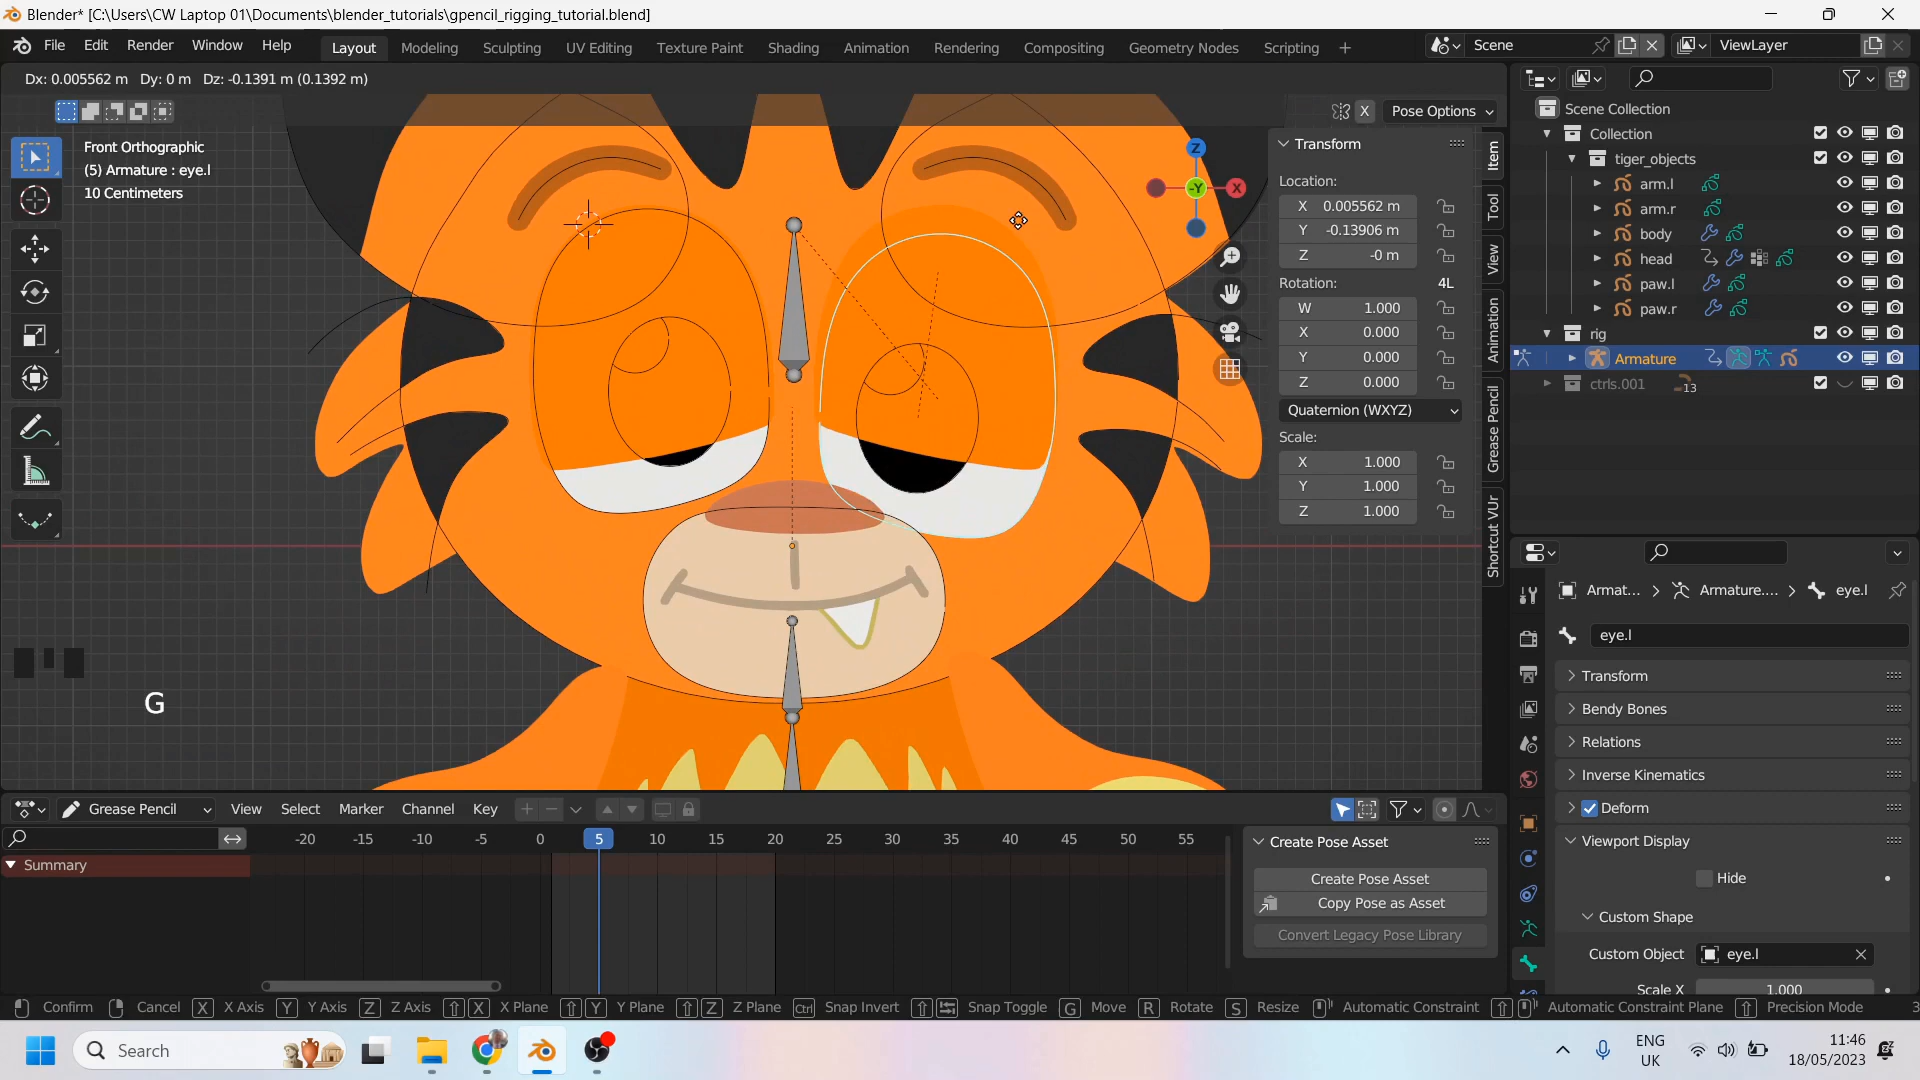 Blender* [C:\Users\CW Laptop 01\Documents\blender_tutorials\gpencil_rigging_tutorial.blend]
File Edit Render Window Help Layout Modeling Sculpting UV Editing Texture Paint Shading Animation Rendering Compositing Geometry Nodes Scripting + Scene ViewLayer
Dx: 0.005562 m Dy: 0 m Dz: -0.1391 m (0.1392 m)
X Pose Options
Front Orthographic
(5) Armature : eye.l
10 Centimeters
Transform
Location:
X 0.005562 m
Y -0.13906 m
Z -0 m
Rotation: 4L
W 1.000
X 0.000
Y 0.000
Z 0.000
Quaternion (WXYZ)
Scale:
X 1.000
Y 1.000
Z 1.000
Z
-Y X
Item
Tool
View
Animation
Grease Pencil
Shortcut VUr
G
Scene Collection
Collection
tiger_objects
arm.l
arm.r
body
head
paw.l
paw.r
rig
Armature
ctrls.001 13
Armat... > Armature.... > eye.l
eye.l
Transform
Bendy Bones
Relations
Inverse Kinematics
Deform
Viewport Display
Hide
Custom Shape
Custom Object eye.l
Scale X 1.000
Grease Pencil View Select Marker Channel Key
-20 -15 -10 -5 0 5 10 15 20 25 30 35 40 45 50 55
Summary
Create Pose Asset
Create Pose Asset
Copy Pose as Asset
Convert Legacy Pose Library
Confirm Cancel X X Axis Y Y Axis Z Z Axis X X Plane Y Y Plane Z Z Plane Ctrl Snap Invert Snap Toggle G Move R Rotate S Resize Automatic Constraint Automatic Constraint Plane Precision Mode 3
Search
ENG
UK
11:46
18/05/2023